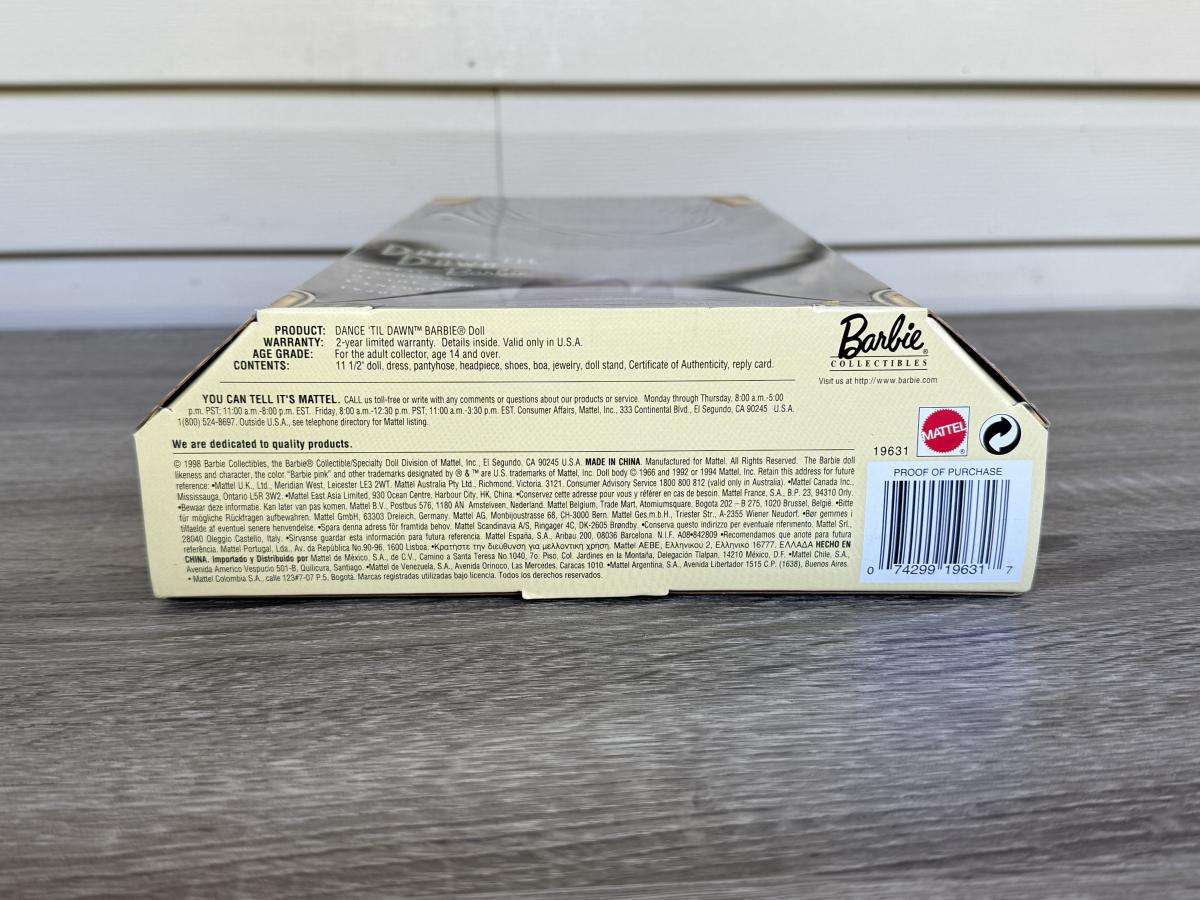 DANCE 'TIL
DAWN
Barbie
PRODUCT: DANCE 'TIL DAWN™ BARBIE® Doll
WARRANTY: 2-year limited warranty. Details inside. Valid only in U.S.A.
AGE GRADE: For the adult collector, age 14 and over.
CONTENTS: 11 1/2" doll, dress, pantyhose, headpiece, shoes, boa, jewelry, doll stand, Certificate of Authenticity, reply card.
Barbie®
COLLECTIBLES
Visit us at http://www.barbie.com
YOU CAN TELL IT'S MATTEL. CALL us toll-free or write with any comments or questions about our products or service. Monday through Thursday, 8:00 a.m.-5:00
p.m. PST; 11:00 a.m.-8:00 p.m. EST. Friday, 8:00 a.m.-12:30 p.m. PST; 11:00 a.m.-3:30 p.m. EST. Consumer Affairs, Mattel, Inc., 333 Continental Blvd., El Segundo, CA 90245 U.S.A.
1(800) 524-8697. Outside U.S.A., see telephone directory for Mattel listing.
We are dedicated to quality products.
© 1998 Barbie Collectibles, the Barbie® Collectible/Specialty Doll Division of Mattel, Inc., El Segundo, CA 90245 U.S.A. MADE IN CHINA. Manufactured for Mattel. All Rights Reserved. The Barbie doll
likeness and character, the color "Barbie pink" and other trademarks designated by ® & ™ are U.S. trademarks of Mattel, Inc. Doll body © 1966 and 1992 or 1994 Mattel, Inc. Retain this address for future
reference: •Mattel U.K., Ltd., Meridian West, Leicester LE3 2WT. Mattel Australia Pty Ltd., Richmond, Victoria. 3121. Consumer Advisory Service 1800 800 812 (valid only in Australia). •Mattel Canada Inc.,
Mississauga, Ontario L5R 3W2. •Mattel East Asia Limited, 930 Ocean Centre, Harbour City, HK, China. •Conservez cette adresse pour vous y référer en cas de besoin. Mattel France, S.A., B.P. 23, 94310 Orly.
•Bewaar deze informatie. Kan later van pas komen. Mattel B.V., Postbus 576, 1180 AN Amstelveen, Nederland. Mattel Belgium, Trade Mart, Atomiumsquare, Bogota 202 – B 275, 1020 Brussel, België. •Bitte
für mögliche Rückfragen aufbewahren. Mattel GmbH, 63303 Dreieich, Germany. Mattel AG, Monbijoustrasse 68, CH-3000 Bern. Mattel Ges.m.b.H., Triester Str., A-2355 Wiener Neudorf. •Bør gemmes i
tilfælde af eventuel senere henvendelse. •Spara denna adress för framtida behov. Mattel Scandinavia A/S, Ringager 4C, DK-2605 Brøndby. •Conserva questo indirizzo per eventuale riferimento. Mattel Srl.,
28040 Oleggio Castello, Italy. •Sírvanse guardar esta información para futura referencia. Mattel España, S.A., Aribau 200, 08036 Barcelona. N.I.F. A08•842809 •Recomendamos que anote para futura
referência. Mattel Portugal, Lda., Av. da República No.90-96, 1600 Lisboa. •Κρατήστε την διεύθυνση για μελλοντική χρήση. Mattel AEBE, Ελληνικού 2, Ελληνικό 16777, ΕΛΛΑΔΑ HECHO EN
CHINA. Importado y Distribuido por Mattel de México, S.A., de C.V., Camino a Santa Teresa No.1040, 7o. Piso, Col. Jardines en la Montaña, Delegación Tlalpan, 14210 México, D.F. •Mattel Chile, S.A.,
Avenida Americo Vespucio 501-B, Quilicura, Santiago. •Mattel de Venezuela, S.A., Avenida Orinoco, Las Mercedes, Caracas 1010. •Mattel Argentina, S.A., Avenida Libertador 1515 C.P. (1638), Buenos Aires.
•Mattel Colombia S.A., calle 123#7-07 P.5, Bogotá. Marcas registradas utilizadas bajo licencia. Todos los derechos reservados.
MATTEL®
19631
PROOF OF PURCHASE
0 74299 19631 7